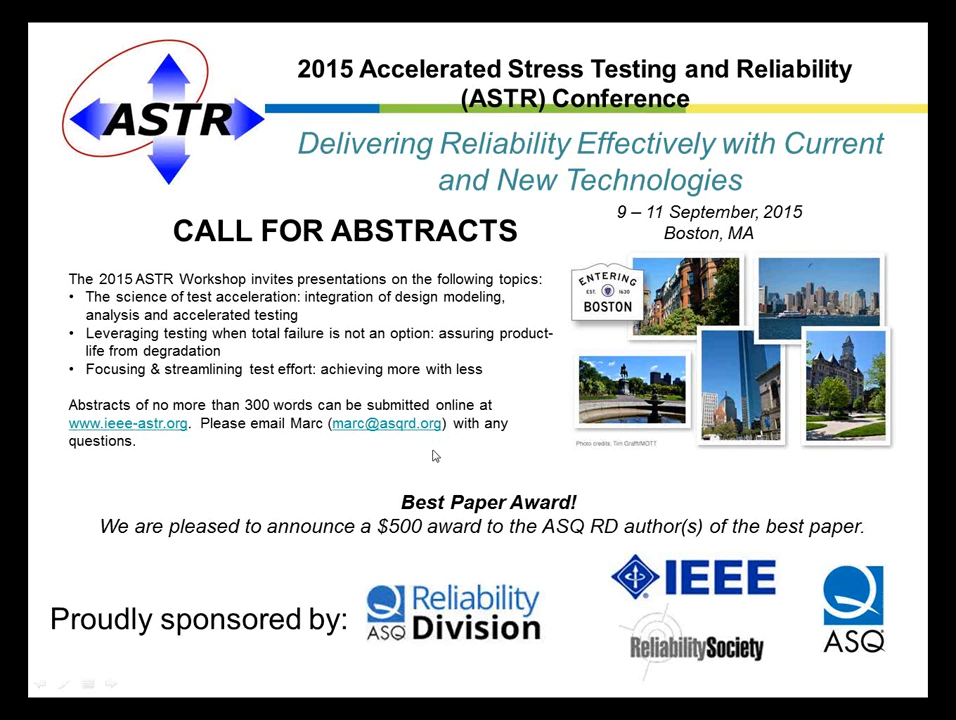 ASTR
2015 Accelerated Stress Testing and Reliability
(ASTR) Conference
Delivering Reliability Effectively with Current
and New Technologies
9 – 11 September, 2015
Boston, MA
CALL FOR ABSTRACTS
The 2015 ASTR Workshop invites presentations on the following topics:
• The science of test acceleration: integration of design modeling,
analysis and accelerated testing
• Leveraging testing when total failure is not an option: assuring product-
life from degradation
• Focusing & streamlining test effort: achieving more with less
Abstracts of no more than 300 words can be submitted online at
www.ieee-astr.org. Please email Marc (marc@asqrd.org) with any
questions.
ENTERING
EST. 1630
BOSTON
Photo credits: Tim Grafft/MOTT
Best Paper Award!
We are pleased to announce a $500 award to the ASQ RD author(s) of the best paper.
Proudly sponsored by:
ASQ
Reliability
Division
IEEE
ReliabilitySociety
ASQ